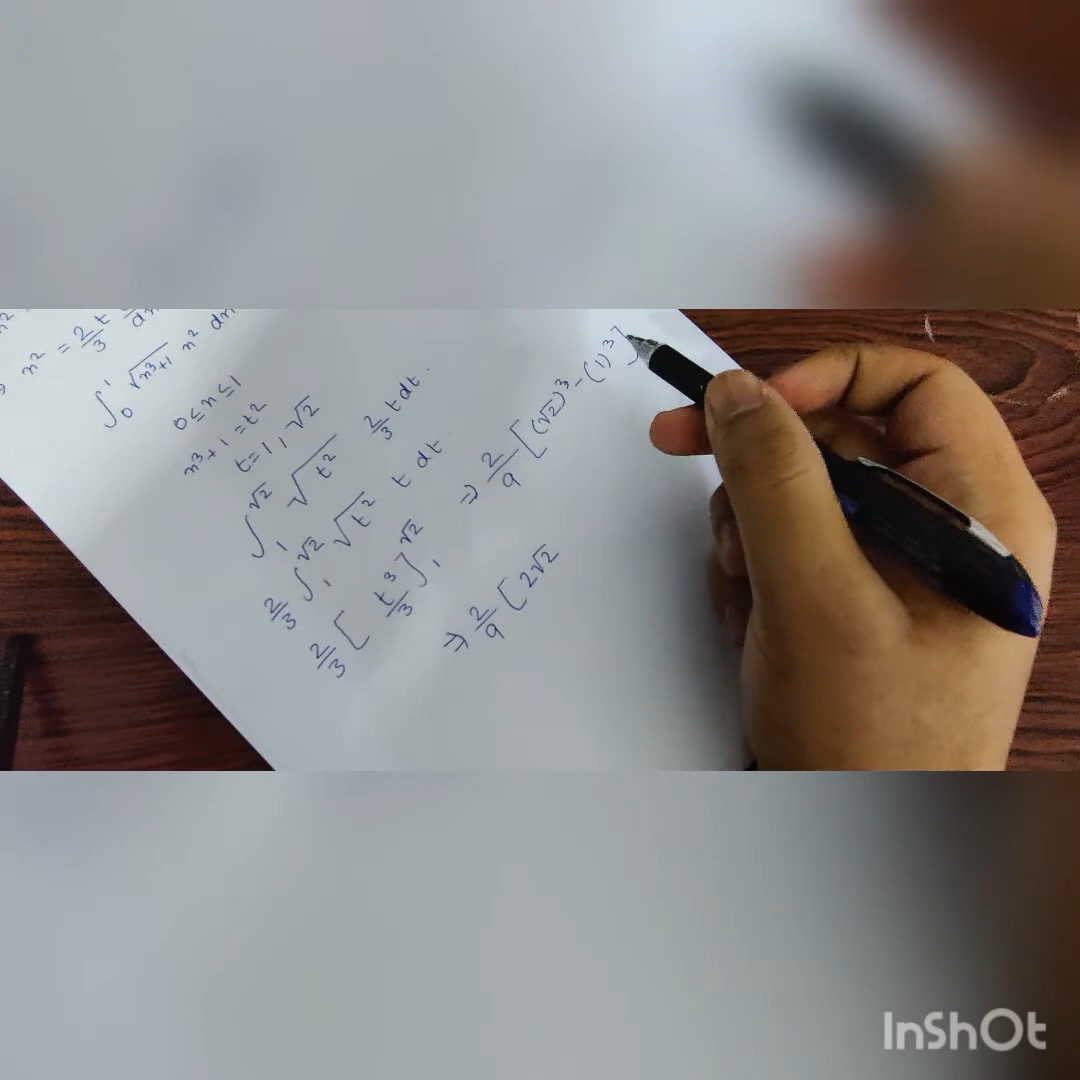 x² = 2/3 t dt/dx
∫₀¹ √(x³+1) x² dx
0 ≤ x ≤ 1
x³+1 = t²
t = 1, √2
∫₁^√2 √(t²) 2/3 t dt.
2/3 ∫₁^√2 √(t²) t dt.
2/3 [ t³/3 ]₁^√2
⇒ 2/9 [(√2)³ - (1)³]
⇒ 2/9 [ 2√2
InShOt